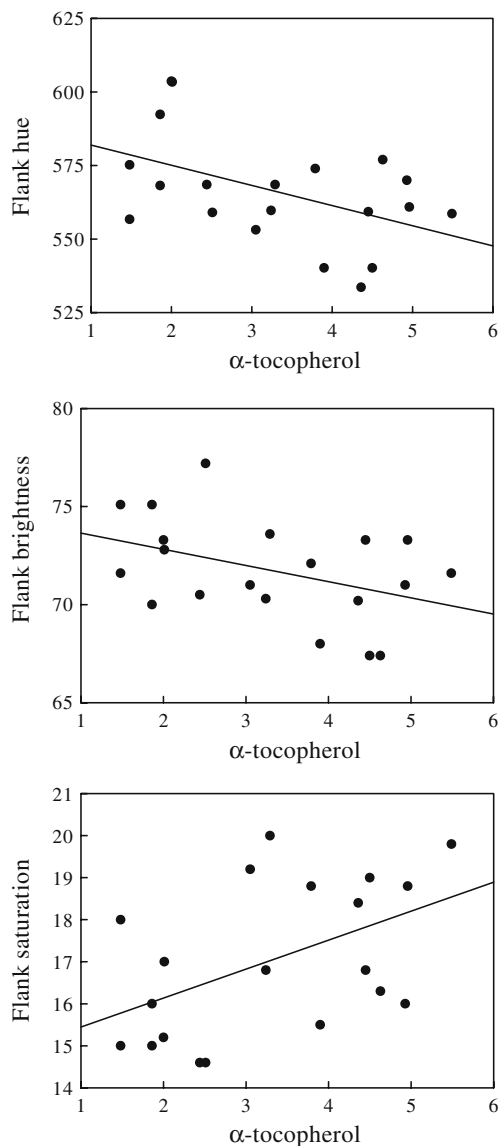 625
600
575
550
525
Flank hue
1 2 3 4 5 6
α-tocopherol
80
75
70
65
Flank brightness
1 2 3 4 5 6
α-tocopherol
21
20
19
18
17
16
15
14
Flank saturation
1 2 3 4 5 6
α-tocopherol